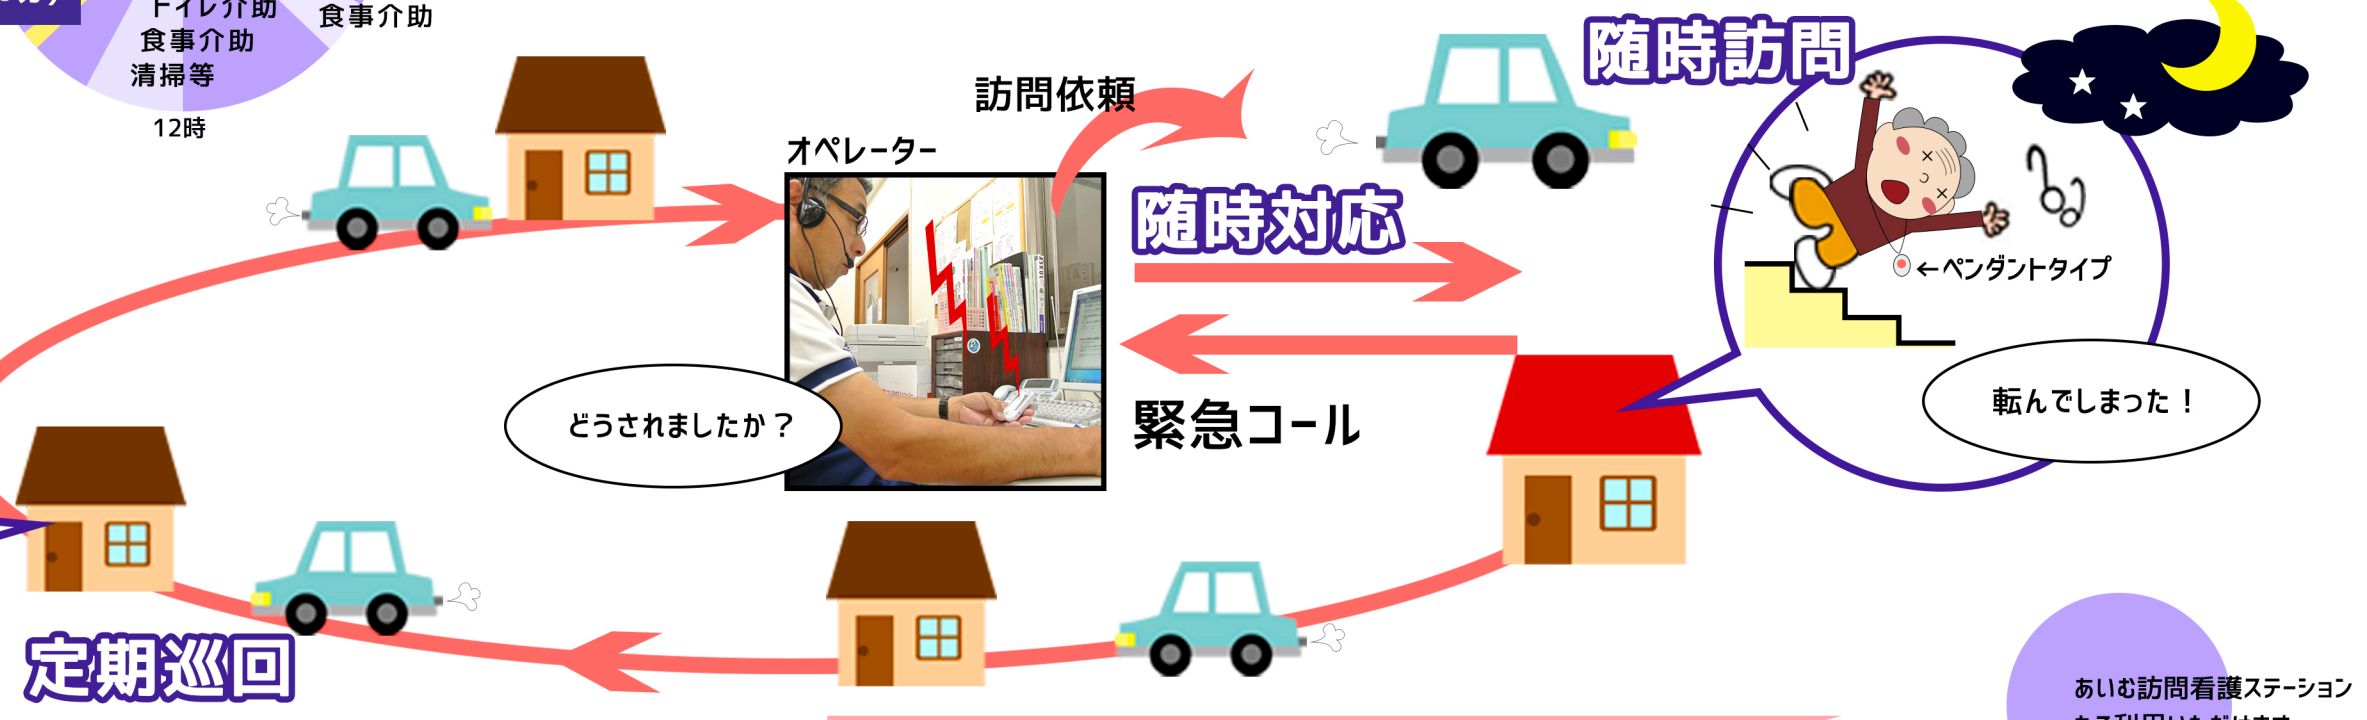 トイレ介助
食事介助
食事介助
清掃等
12時
随時訪問
訪問依頼
オペレーター
随時対応
←ペンダントタイプ
どうされましたか？
緊急コール
転んでしまった！
定期巡回
あいむ訪問看護ステーション